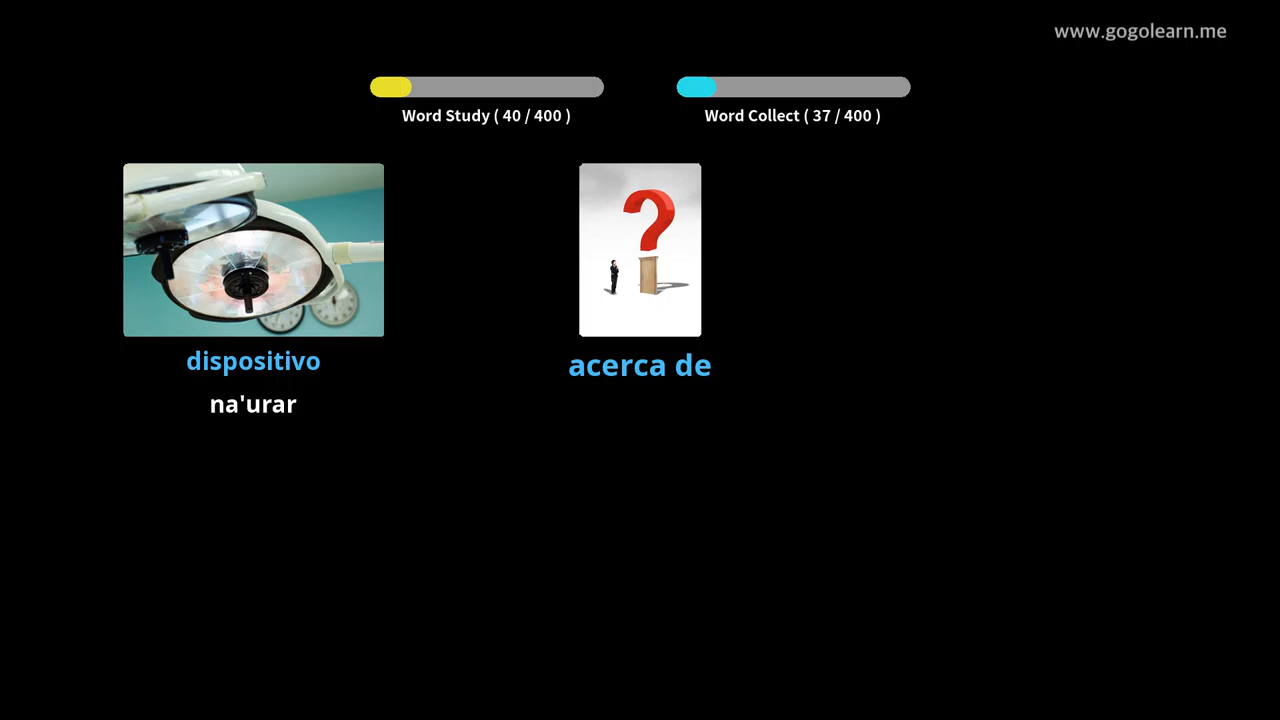 www.gogolearn.me
Word Study ( 40 / 400 )
Word Collect ( 37 / 400 )
dispositivo
na'urar
acerca de